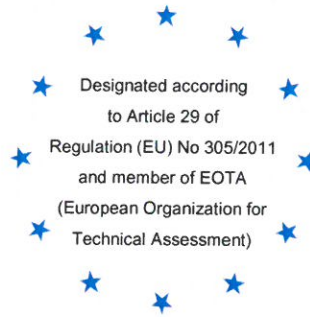 Designated according
to Article 29 of
Regulation (EU) No 305/2011
and member of EOTA
(European Organization for
Technical Assessment)